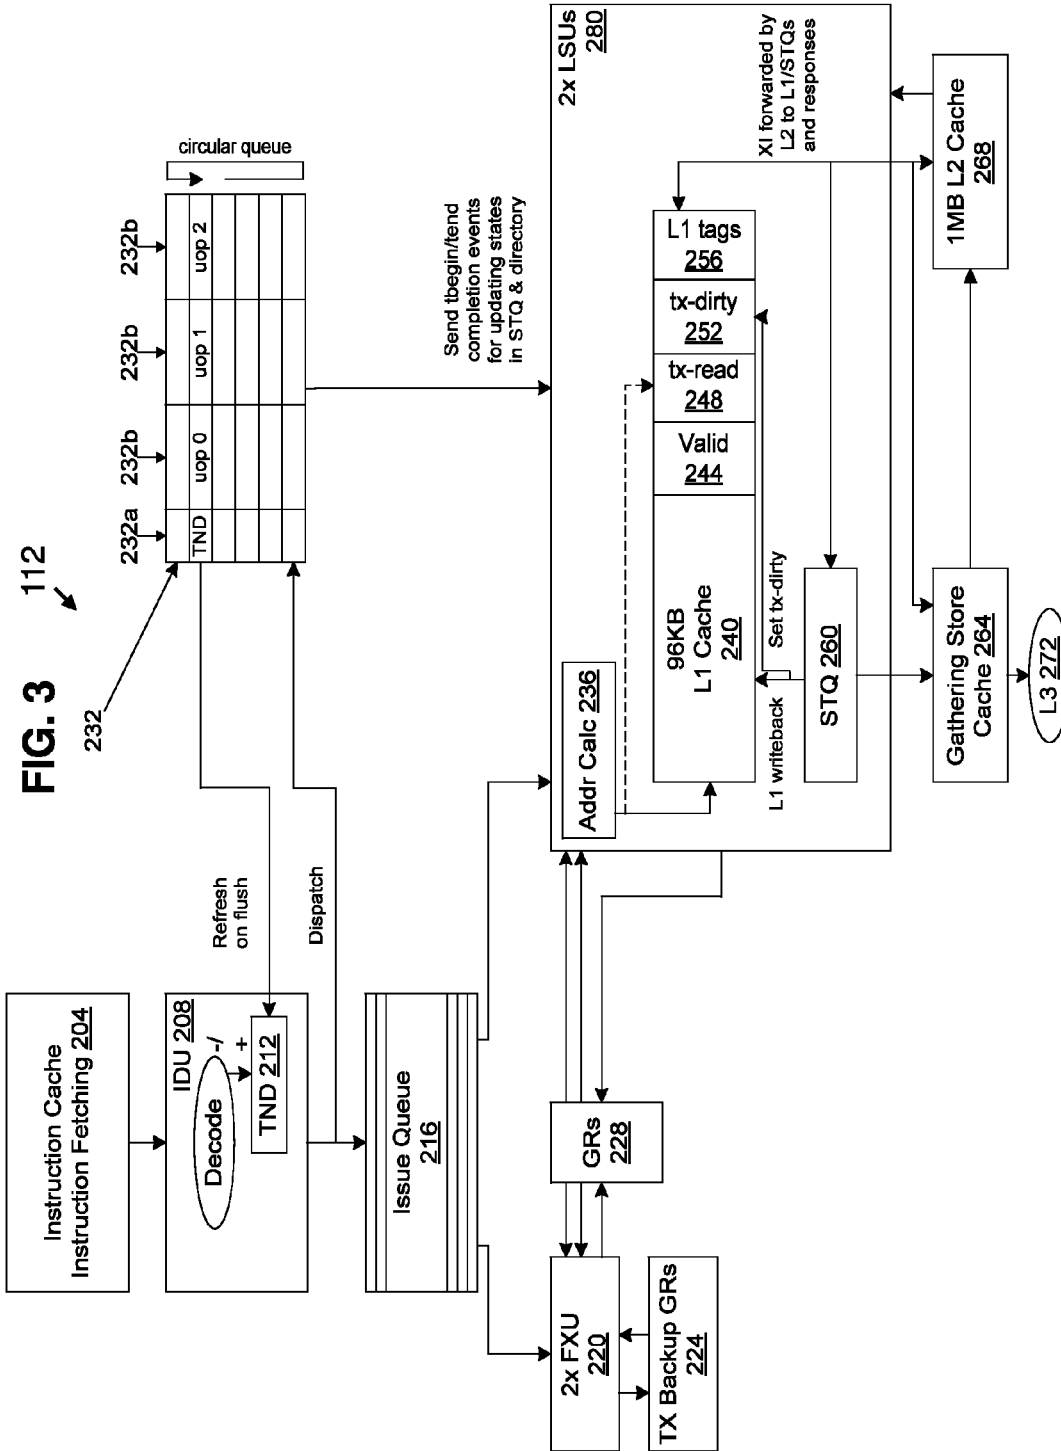 FIG. 3
112
Instruction Cache
Instruction Fetching 204
IDU 208
Decode
-/
+
TND 212
Refresh
on flush
Dispatch
232
232a
232b
232b
232b
TND
uop 0
uop 1
uop 2
circular queue
Issue Queue
216
Send tbegin/tend
completion events
for updating states
in STQ & directory
2x FXU
220
TX Backup GRs
224
GRs
228
2x LSUs
280
Addr Calc 236
96KB
L1 Cache
240
Valid
244
tx-read
248
tx-dirty
252
L1 tags
256
L1 writeback
Set tx-dirty
STQ 260
XI forwarded by
L2 to L1/STQs
and responses
Gathering Store
Cache 264
1MB L2 Cache
268
L3 272